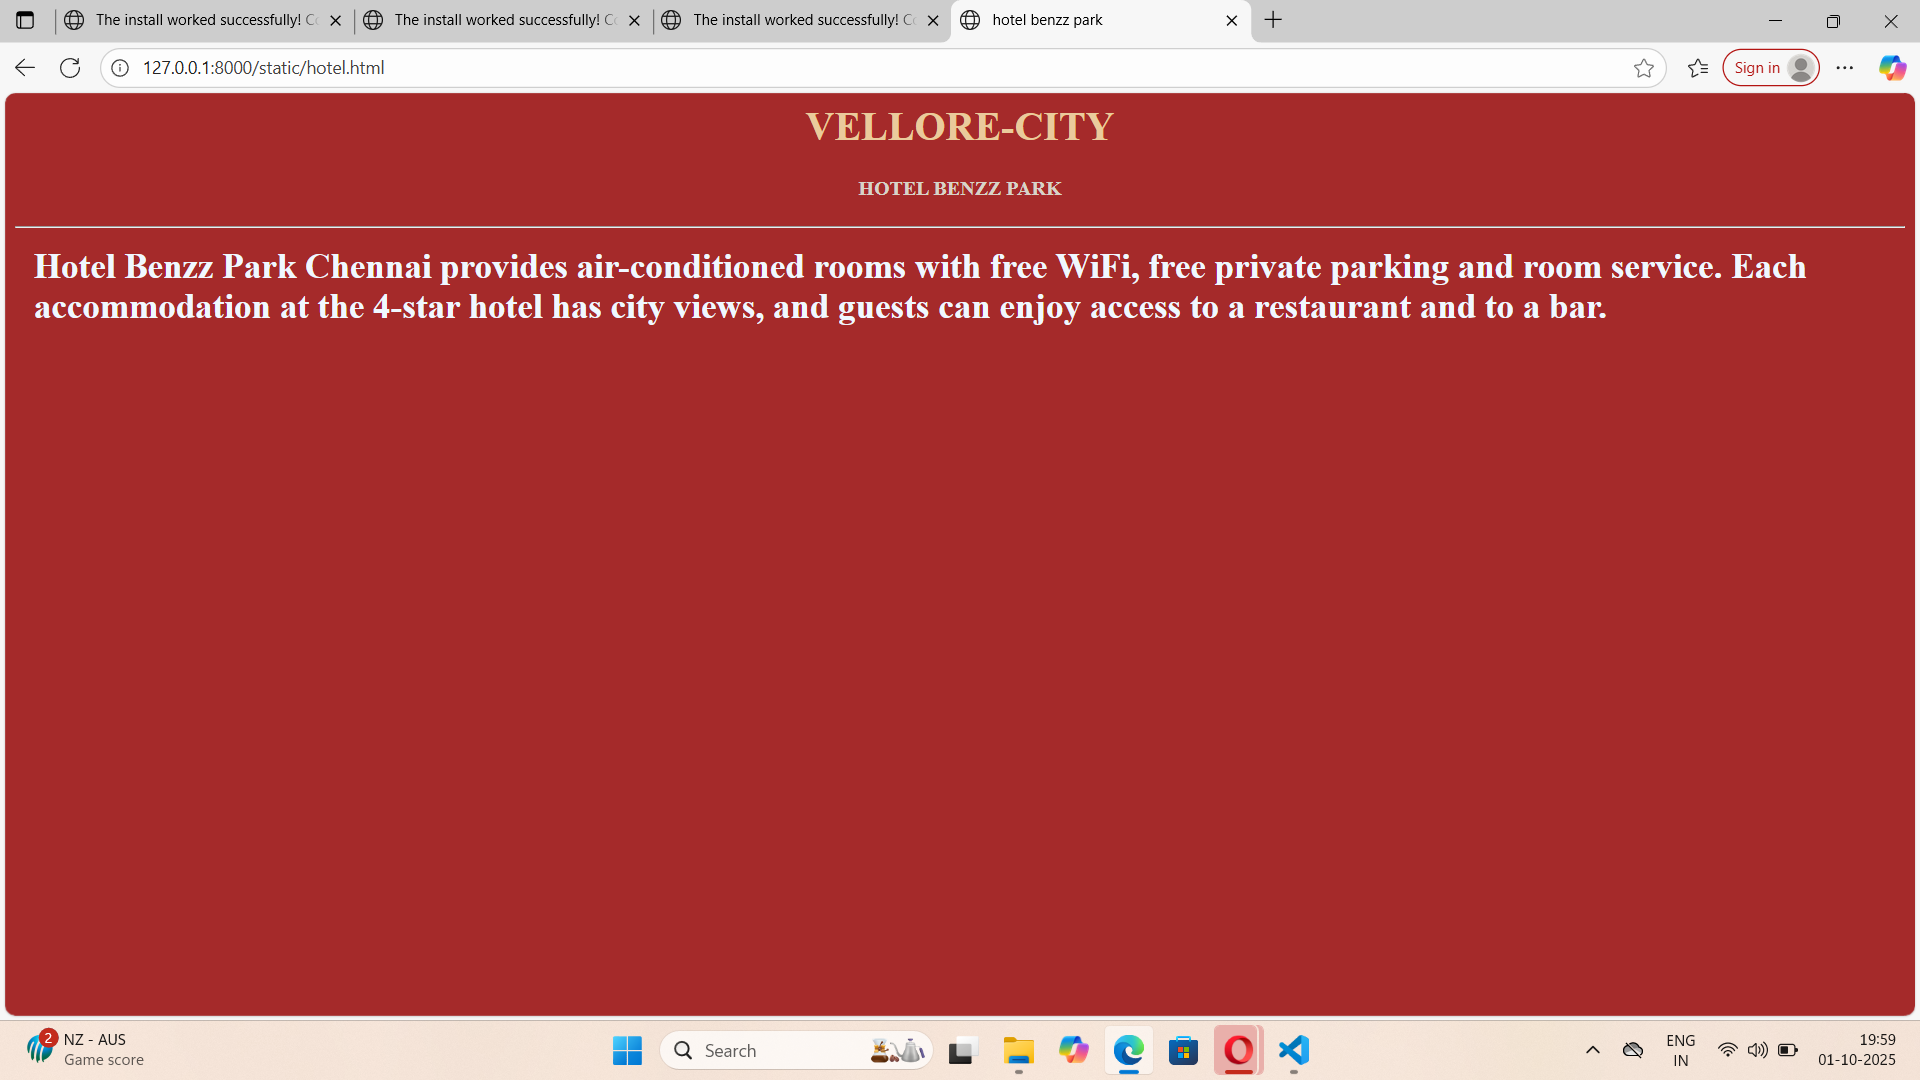 The install worked successfully! Co
The install worked successfully! Co
The install worked successfully! Co
hotel benzz park
127.0.0.1:8000/static/hotel.html
Sign in
VELLORE-CITY
HOTEL BENZZ PARK
Hotel Benzz Park Chennai provides air-conditioned rooms with free WiFi, free private parking and room service. Each
accommodation at the 4-star hotel has city views, and guests can enjoy access to a restaurant and to a bar.
2
NZ - AUS
Game score
Search
ENG
IN
19:59
01-10-2025